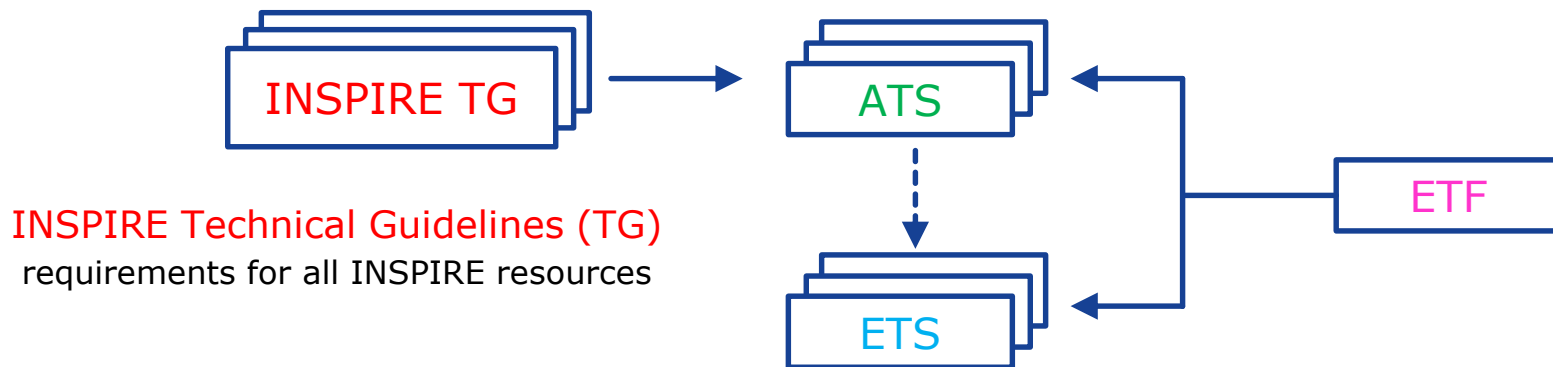 INSPIRE TG
ATS
ETF
INSPIRE Technical Guidelines (TG)
requirements for all INSPIRE resources
ETS